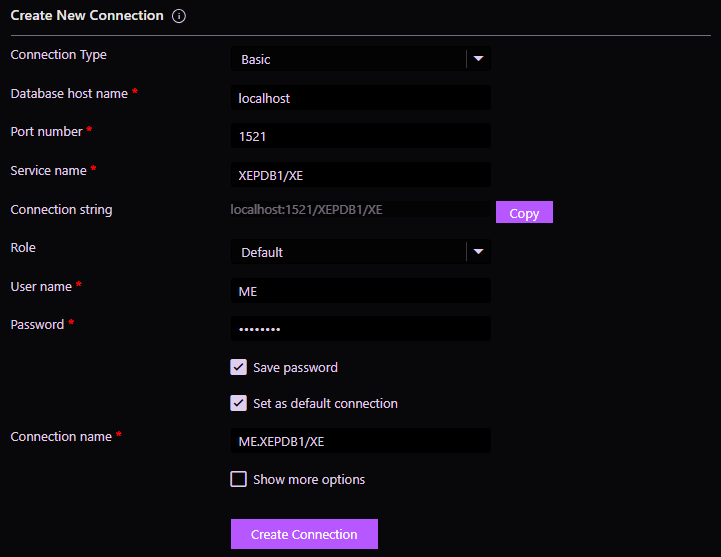 Create New Connection
Connection Type Basic
Database host name * localhost
Port number * 1521
Service name * XEPDB1/XE
Connection string localhost:1521/XEPDB1/XE Copy
Role Default
User name * ME
Password * ••••••••
Save password
Set as default connection
Connection name * ME.XEPDB1/XE
Show more options
Create Connection